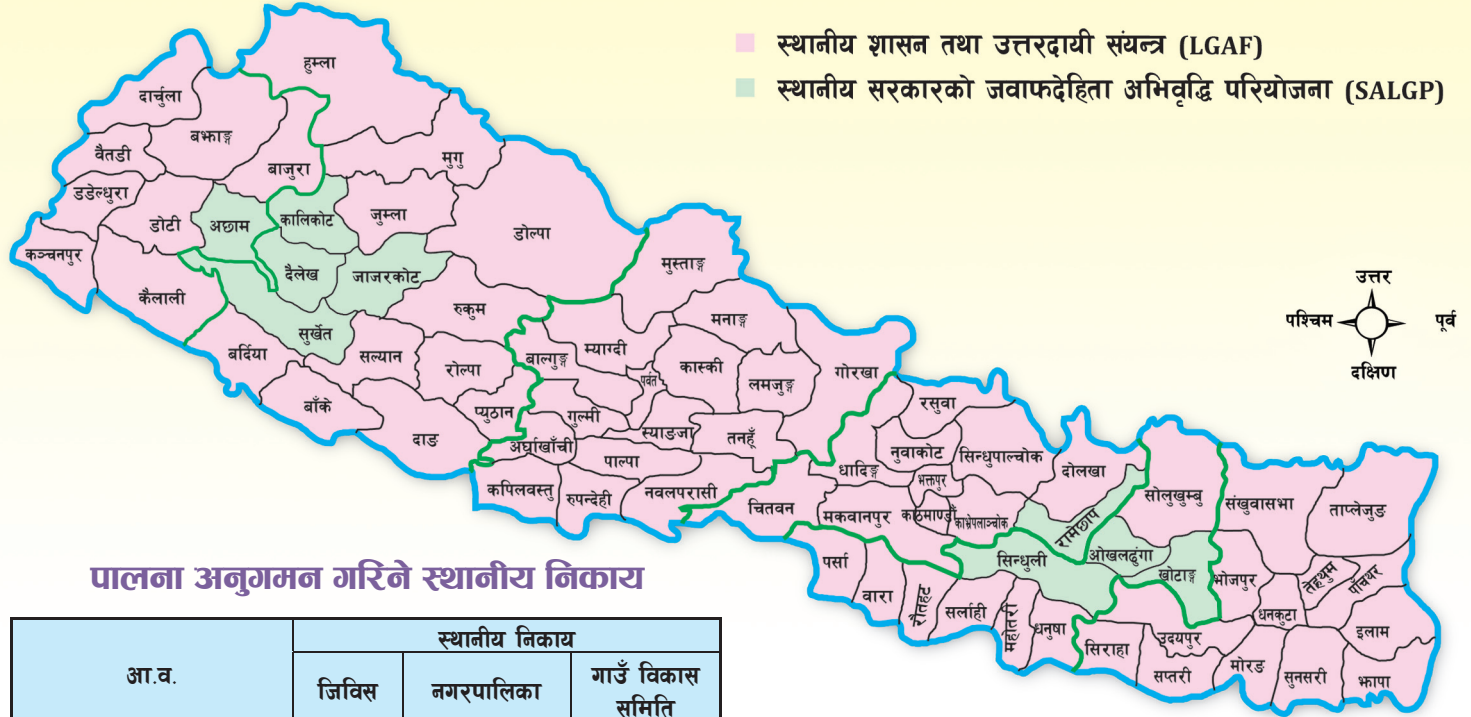 स्थानीय शासन तथा उत्तरदायी संयन्त्र (LGAF)
स्थानीय सरकारको जवाफदेहिता अभिवृद्धि परियोजना (SALGP)
हुम्ला
दार्चुला
बझाङ्ग
वैतडी
बाजुरा
मुगु
डडेल्धुरा
डोटी
अछाम
कालिकोट
जुम्ला
डोल्पा
कञ्चनपुर
कैलाली
दैलेख
जाजरकोट
मुस्ताङ्ग
रुकुम
मनाङ्ग
सुर्खेत
बर्दिया
सल्यान
रोल्पा
बाल्गुङ्ग
म्याग्दी
पर्वत
कास्की
लमजुङ्ग
गोरखा
बाँके
दाङ
प्युठान
गुल्मी
अर्घाखाँची
स्याङजा
तनहूँ
पाल्पा
कपिलवस्तु
रुपन्देही
नवलपरासी
चितवन
रसुवा
नुवाकोट
सिन्धुपाल्चोक
धादिङ्ग
भक्तपुर
दोलखा
मकवानपुर
काठमाण्डौं
काभ्रेपलाञ्चोक
रामेछाप
सोलुखुम्बु
संखुवासभा
ताप्लेजुङ
सिन्धुली
ओखलढुंगा
खोटाङ्ग
भोजपुर
तेह्रथुम
पाँचथर
पर्सा
वारा
रौतहट
सर्लाही
महोत्तरी
धनुषा
सिराहा
उदयपुर
धनकुटा
इलाम
सप्तरी
मोरङ
सुनसरी
झापा
उत्तर
पश्चिम
पूर्व
दक्षिण
पालना अनुगमन गरिने स्थानीय निकाय
आ.व.
स्थानीय निकाय
जिविस
नगरपालिका
गाउँ विकास
समिति